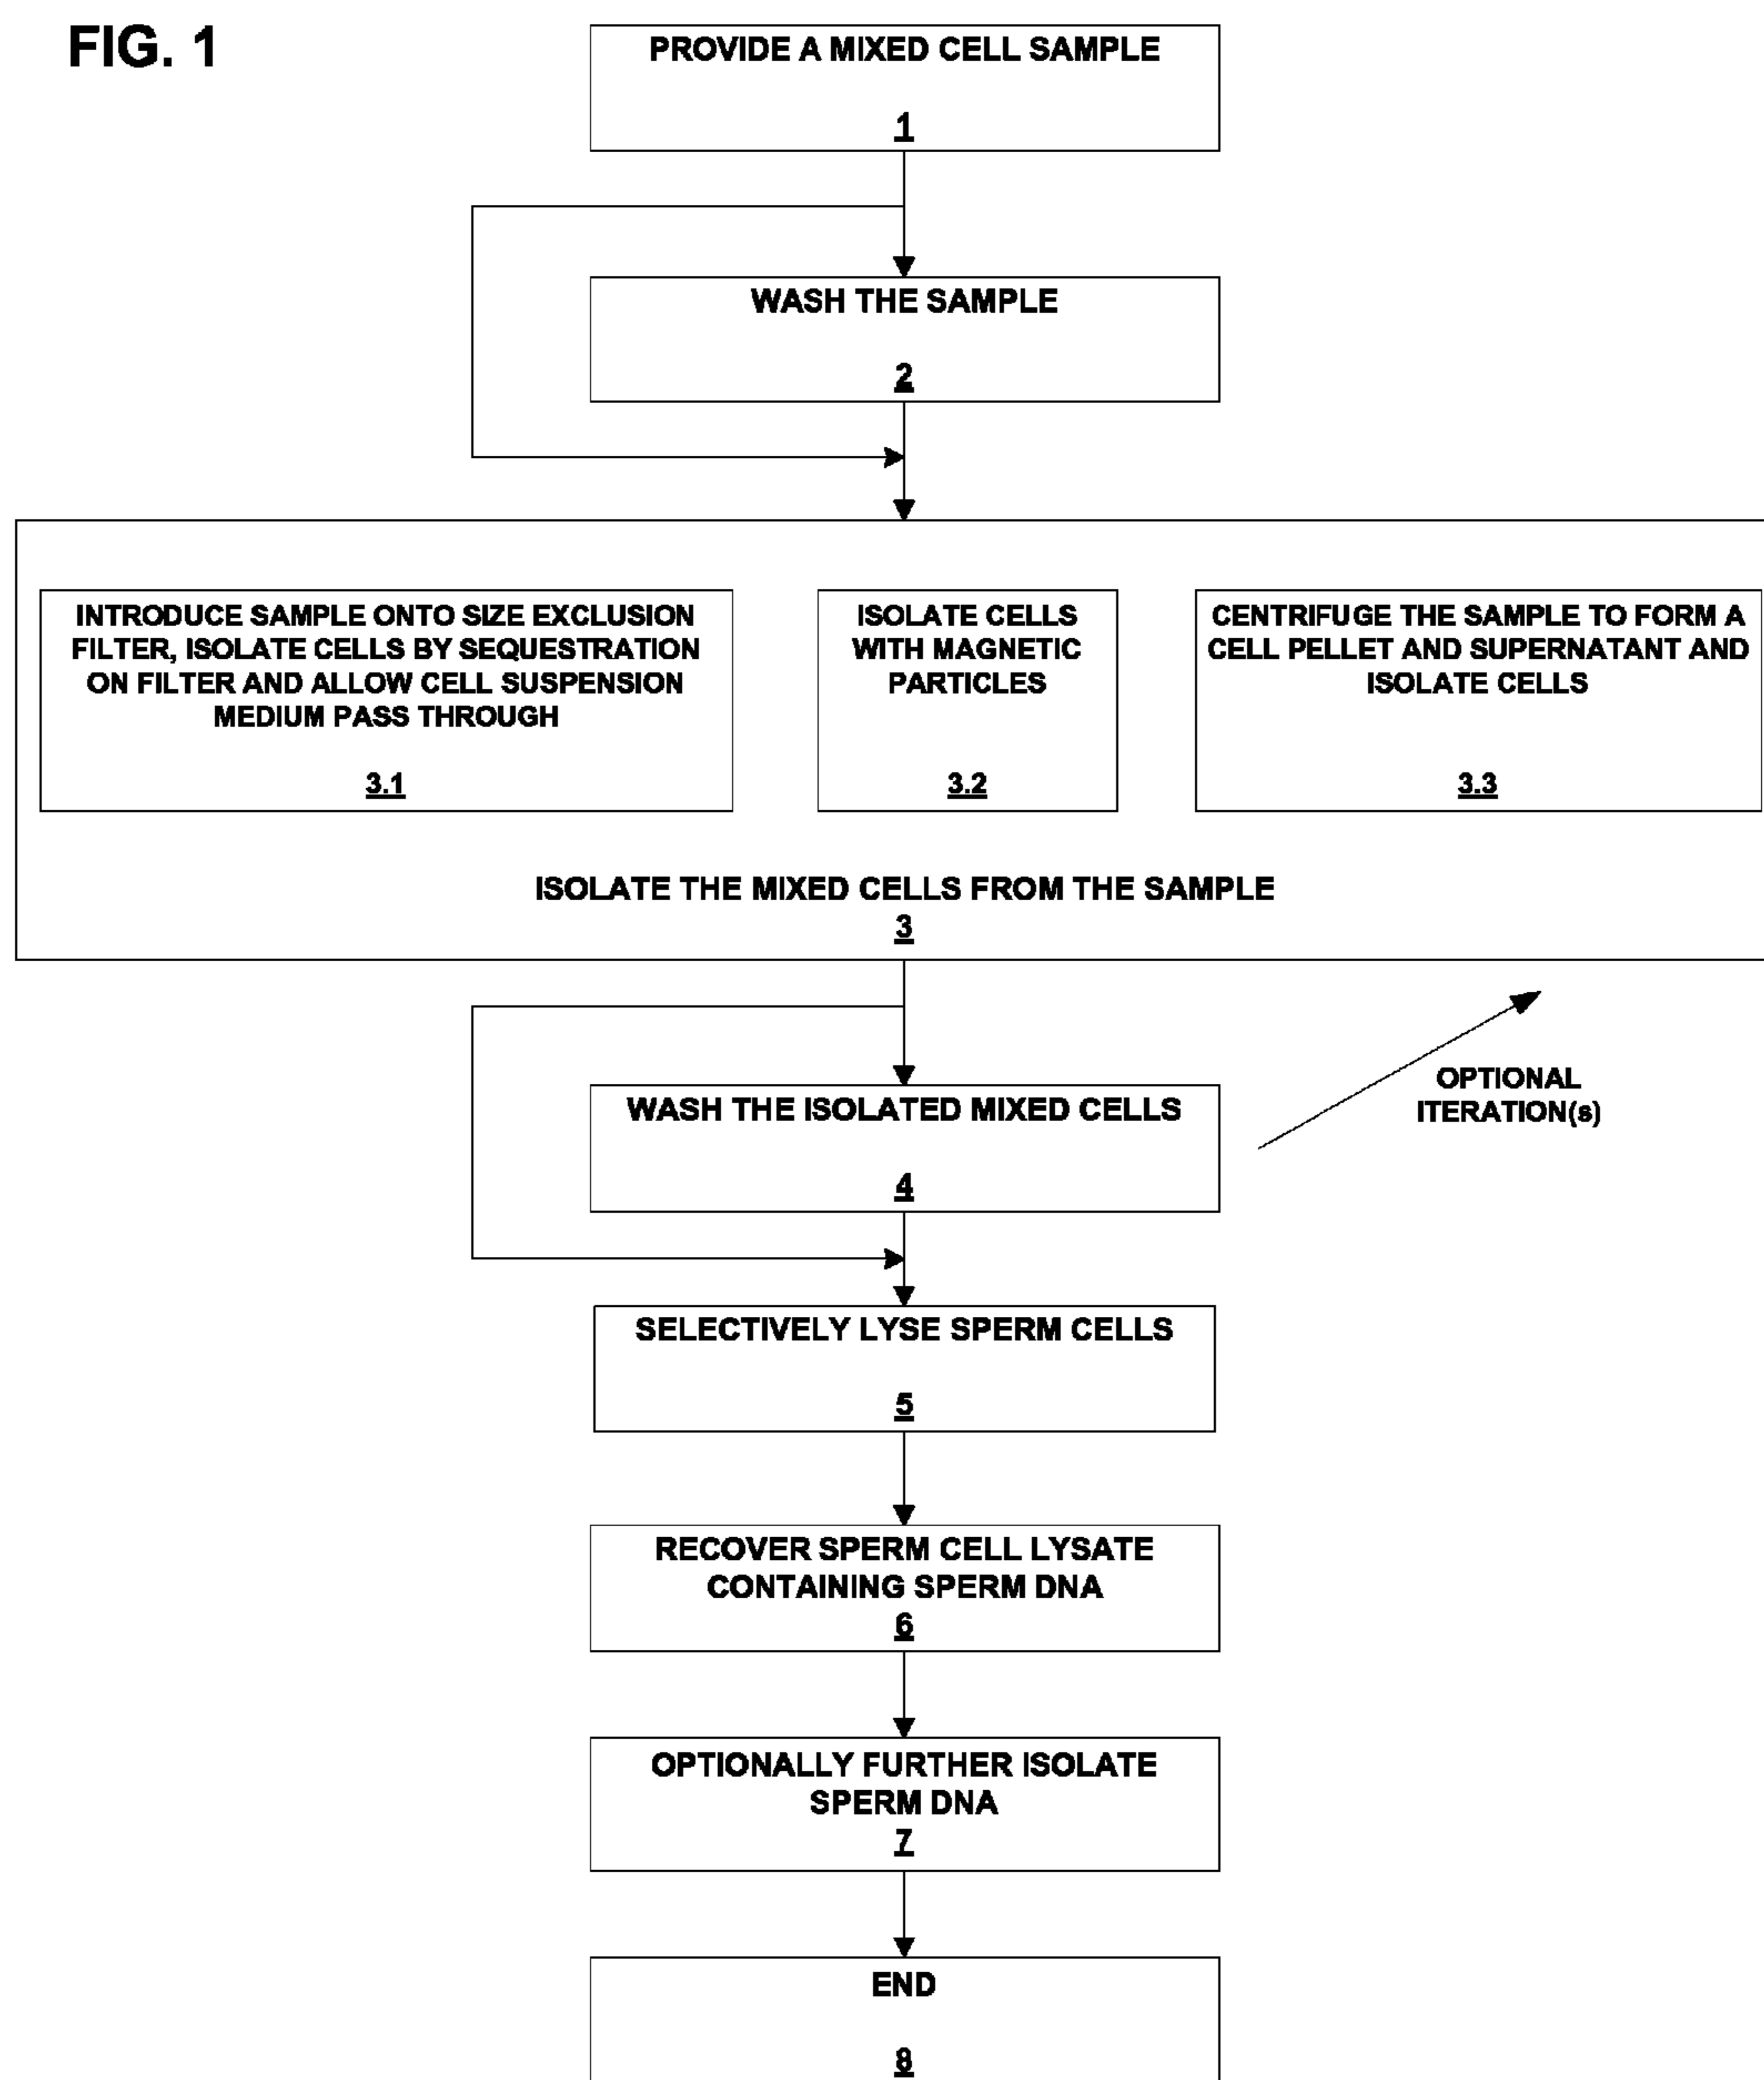 FIG. 1
PROVIDE A MIXED CELL SAMPLE
1
WASH THE SAMPLE
2
INTRODUCE SAMPLE ONTO SIZE EXCLUSION
FILTER, ISOLATE CELLS BY SEQUESTRATION
ON FILTER AND ALLOW CELL SUSPENSION
MEDIUM PASS THROUGH
3.1
ISOLATE CELLS
WITH MAGNETIC
PARTICLES
3.2
CENTRIFUGE THE SAMPLE TO FORM A
CELL PELLET AND SUPERNATANT AND
ISOLATE CELLS
3.3
ISOLATE THE MIXED CELLS FROM THE SAMPLE
3
OPTIONAL
ITERATION(s)
WASH THE ISOLATED MIXED CELLS
4
SELECTIVELY LYSE SPERM CELLS
5
RECOVER SPERM CELL LYSATE
CONTAINING SPERM DNA
6
OPTIONALLY FURTHER ISOLATE
SPERM DNA
7
END
8